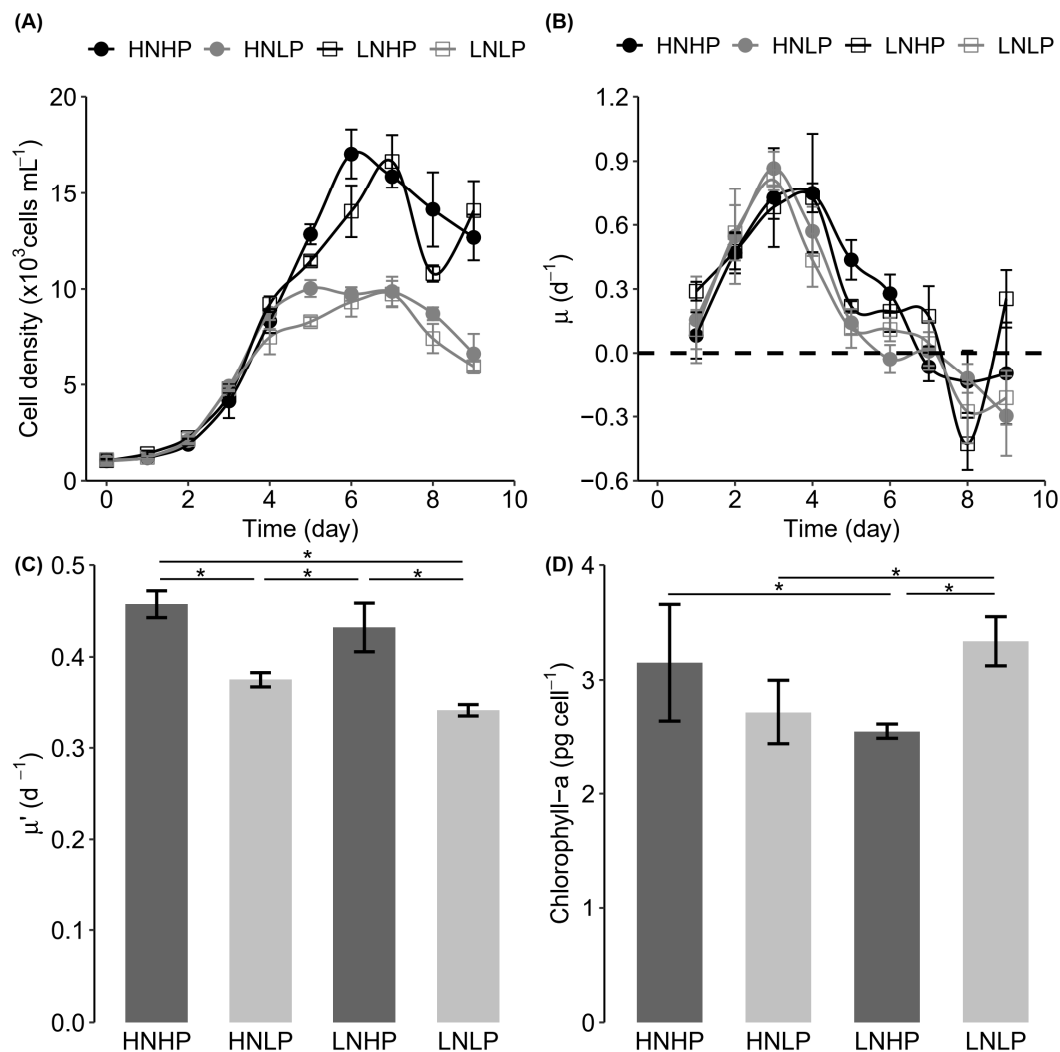 (A)
HNHP HNLP LNHP LNLP
Cell density (x10³cells mL⁻¹)
20
15
10
5
0
0 2 4 6 8 10
Time (day)
(B)
HNHP HNLP LNHP LNLP
μ (d⁻¹)
1.2
0.9
0.6
0.3
0.0
−0.3
−0.6
0 2 4 6 8 10
Time (day)
(C)
μ' (d ⁻¹)
0.5
0.4
0.3
0.2
0.1
0.0
*
* * *
HNHP HNLP LNHP LNLP
(D)
Chlorophyll−a (pg cell⁻¹)
4
3
2
1
0
*
* *
HNHP HNLP LNHP LNLP